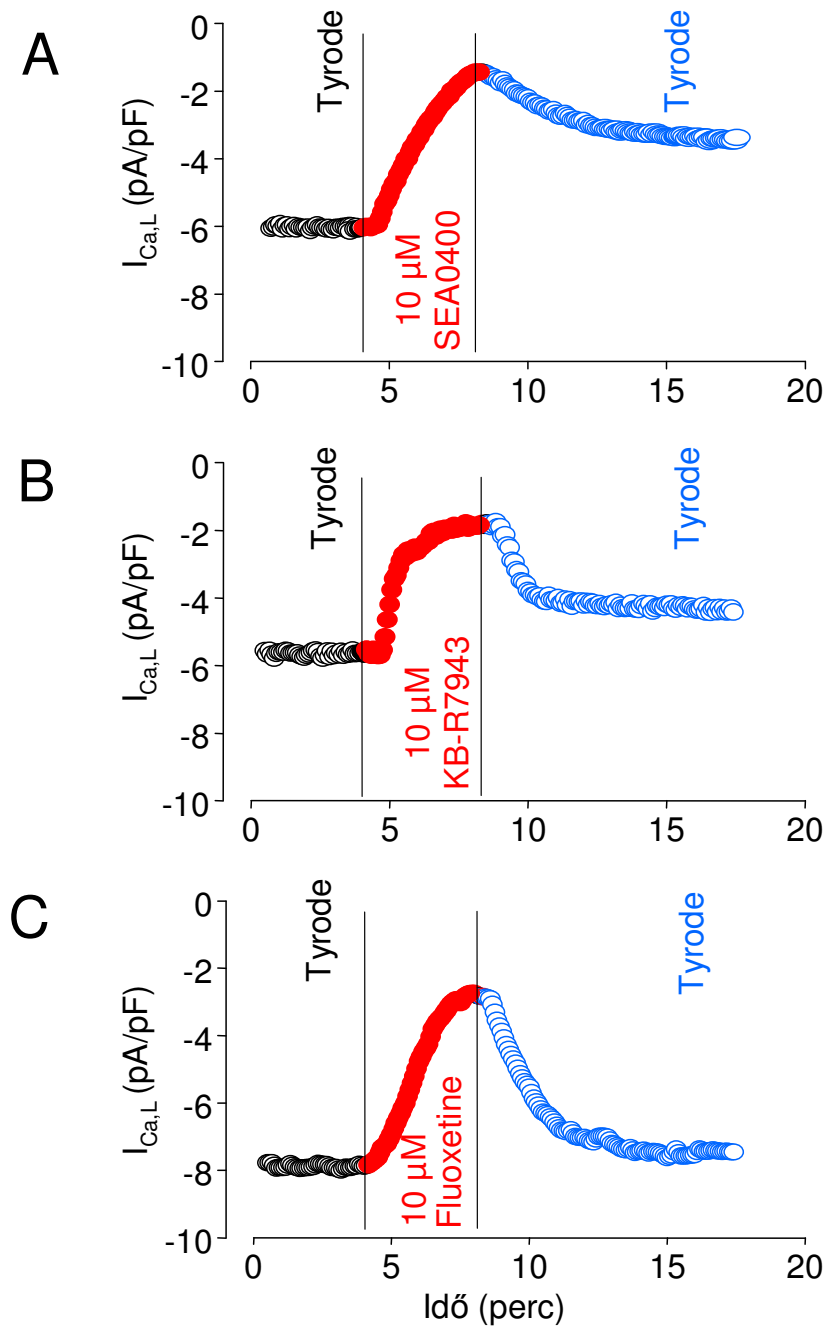 A
I_Ca,L (pA/pF)
0
-2
-4
-6
-8
-10
Tyrode
10 µM
SEA0400
Tyrode
0
5
10
15
20
B
I_Ca,L (pA/pF)
0
-2
-4
-6
-8
-10
Tyrode
10 µM
KB-R7943
Tyrode
0
5
10
15
20
C
I_Ca,L (pA/pF)
0
-2
-4
-6
-8
-10
Tyrode
10 µM
Fluoxetine
Tyrode
0
5
10
15
20
Idő (perc)